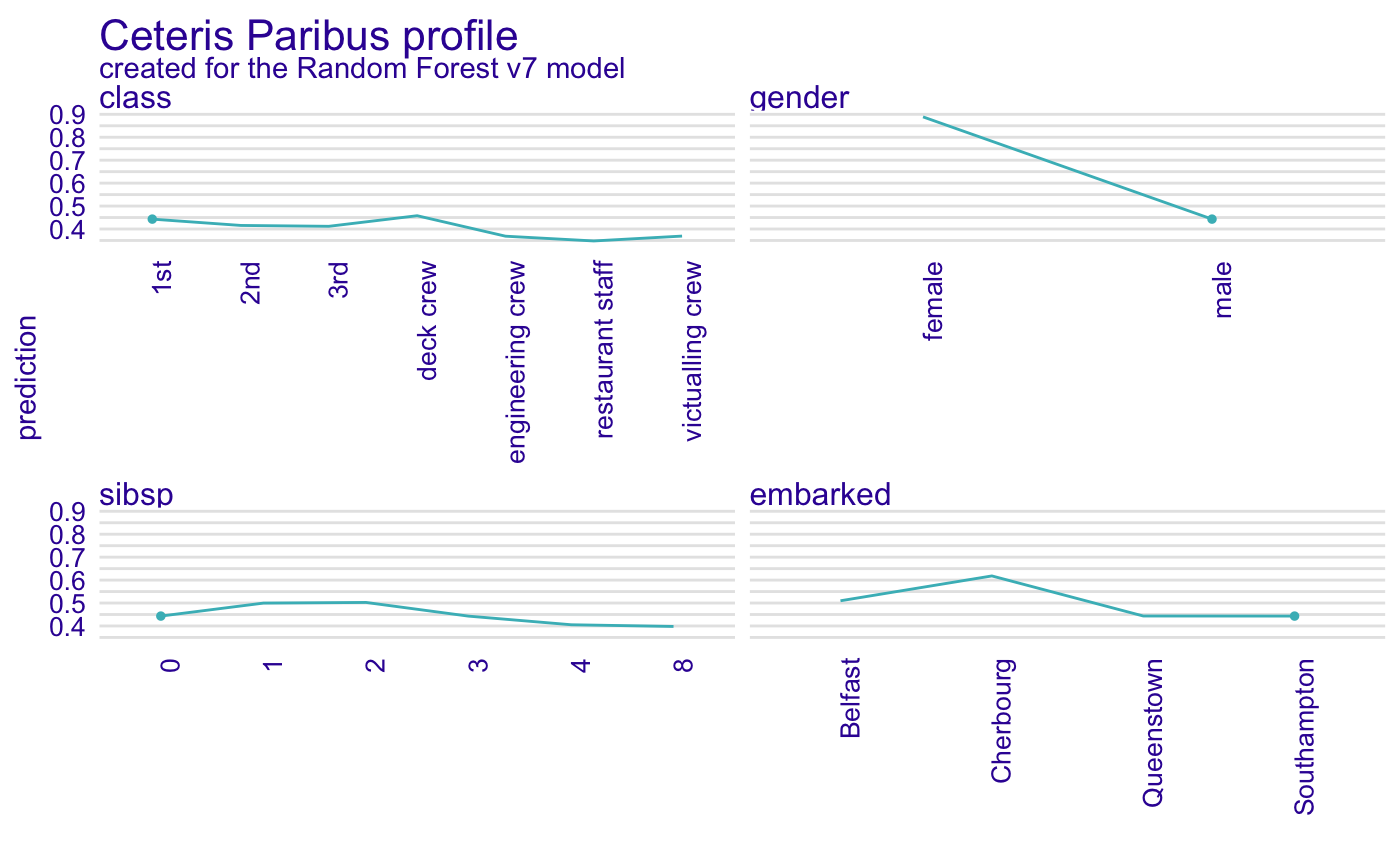 Ceteris Paribus profile
created for the Random Forest v7 model
class
gender
0.9
0.8
0.7
0.6
0.5
0.4
1st
2nd
3rd
deck crew
engineering crew
restaurant staff
victualling crew
female
male
prediction
sibsp
embarked
0.9
0.8
0.7
0.6
0.5
0.4
0
1
2
3
4
8
Belfast
Cherbourg
Queenstown
Southampton